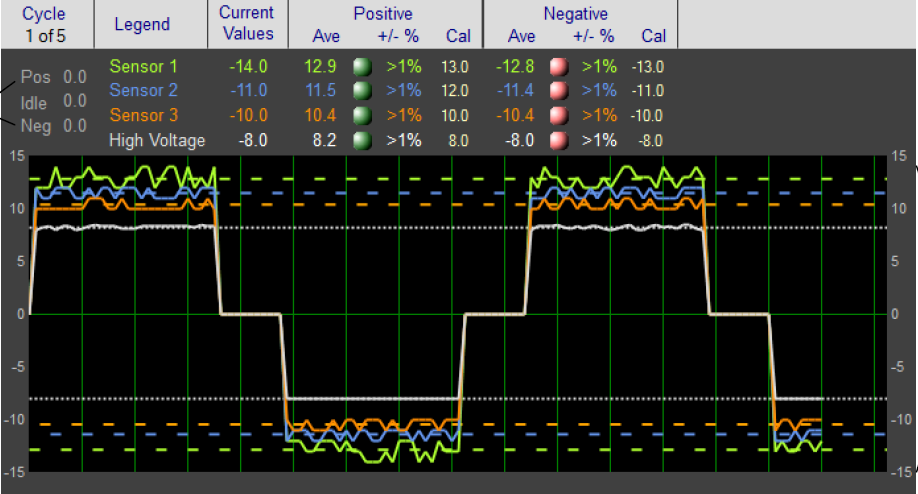 Cycle Legend Current Positive Negative
1 of 5 Values Ave +/- % Cal Ave +/- % Cal
Pos 0.0 Sensor 1 -14.0 12.9 >1% 13.0 -12.8 >1% -13.0
Idle 0.0 Sensor 2 -11.0 11.5 >1% 12.0 -11.4 >1% -11.0
Neg 0.0 Sensor 3 -10.0 10.4 >1% 10.0 -10.4 >1% -10.0
High Voltage -8.0 8.2 >1% 8.0 -8.0 >1% -8.0
15 15
10 10
5 5
0 0
-5 -5
-10 -10
-15 -15